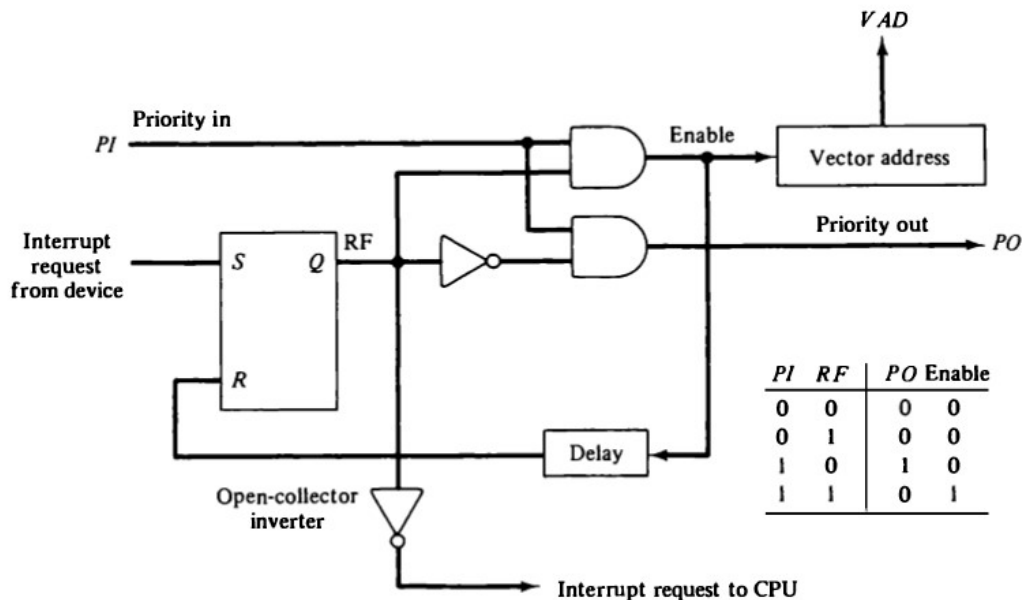 VAD
Priority in
PI
Enable
Vector address
Priority out
PO
Interrupt
request
from device
S
Q
RF
R
Delay
Open-collector
inverter
Interrupt request to CPU
PI RF PO Enable
0 0 0 0
0 1 0 0
1 0 1 0
1 1 0 1